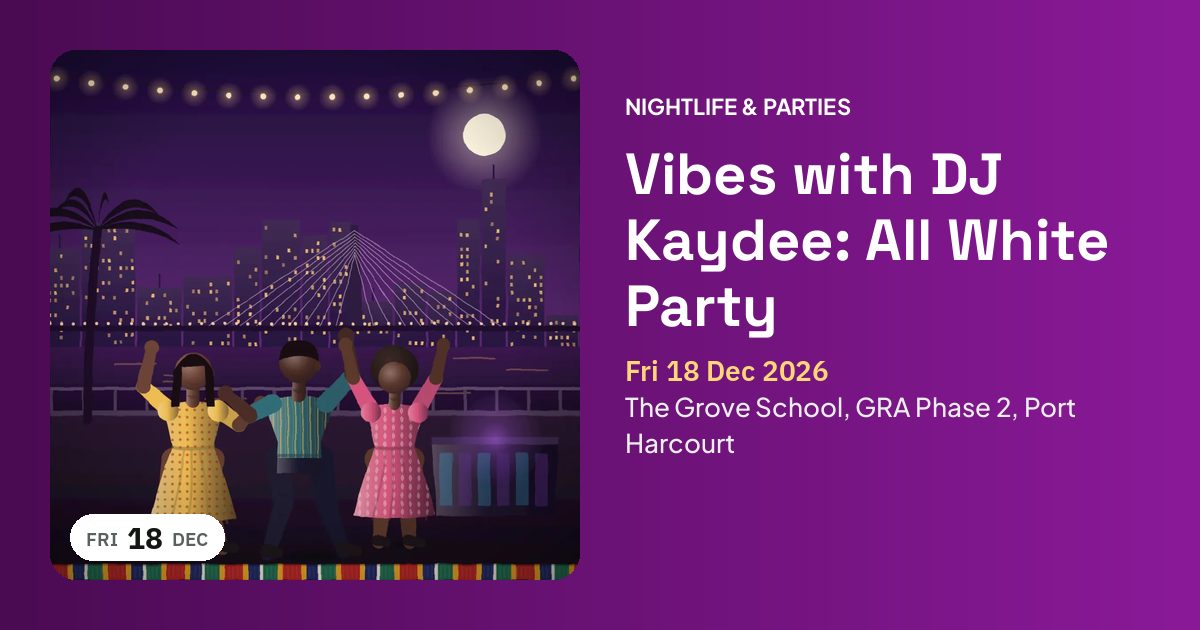 NIGHTLIFE & PARTIES
Vibes with DJ
Kaydee: All White
Party
Fri 18 Dec 2026
The Grove School, GRA Phase 2, Port
Harcourt
FRI 18 DEC